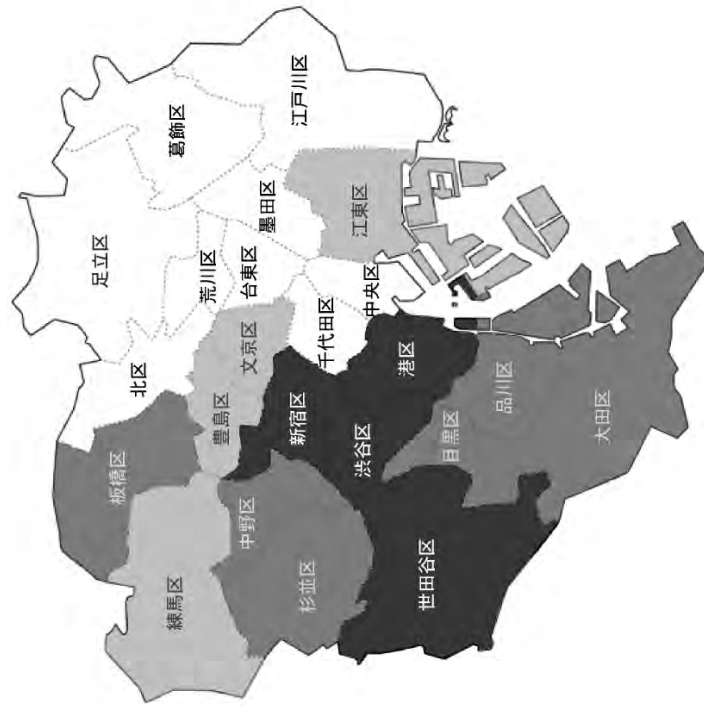 足立区
葛飾区
江戸川区
北区
荒川区
墨田区
台東区
板橋区
豊島区
文京区
江東区
練馬区
中野区
新宿区
千代田区
中央区
杉並区
渋谷区
港区
世田谷区
目黒区
品川区
大田区